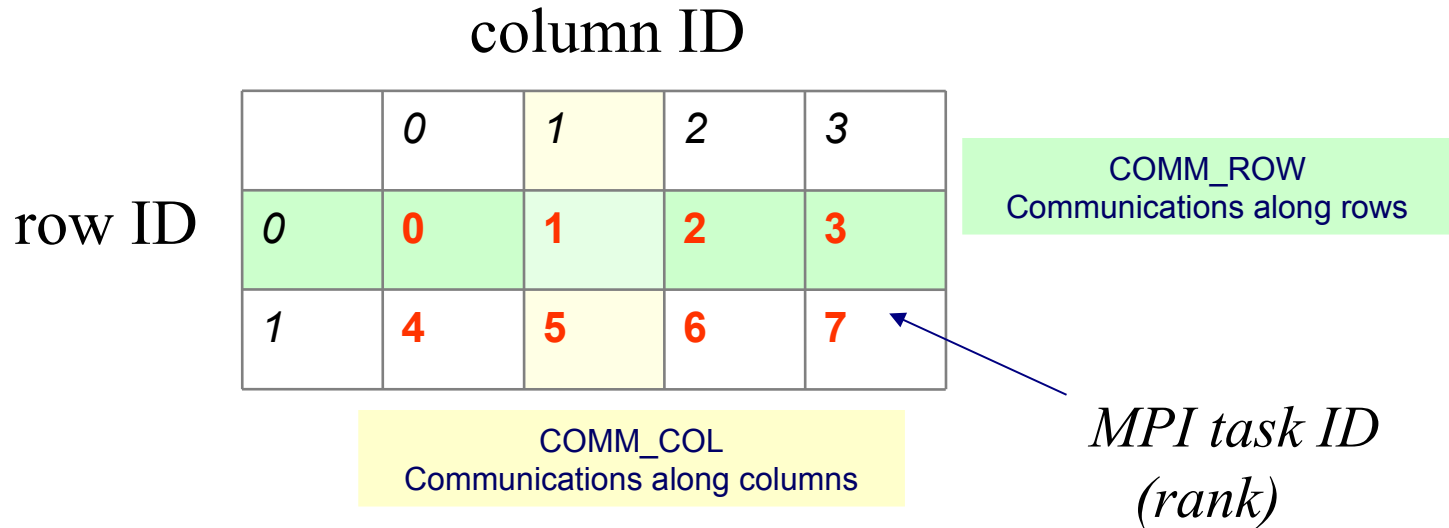 column ID
0 1 2 3
COMM_ROW
Communications along rows
row ID
0 0 1 2 3
1 4 5 6 7
COMM_COL
Communications along columns
MPI task ID
(rank)